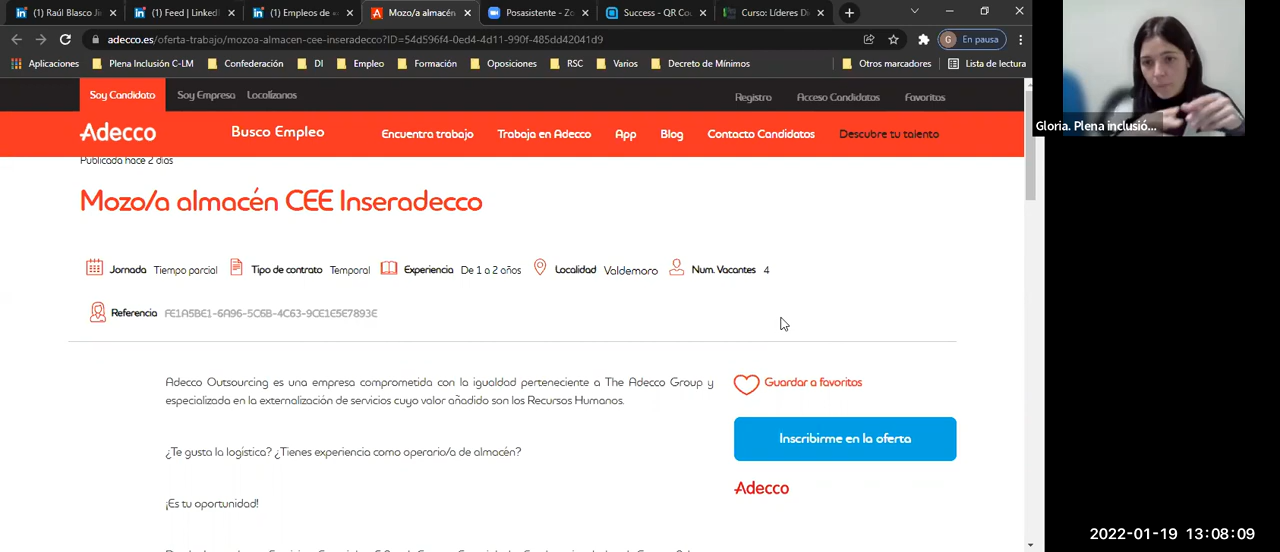 (1) Raúl Blasco Ji
(1) Feed | LinkedI
(1) Empleos de «
Mozo/a almacén
Posasistente - Zo
Success - QR Cou
Curso: Líderes Di
adecco.es/oferta-trabajo/mozoa-almacen-cee-inseradecco?ID=54d596f4-0ed4-4d11-990f-485dd42041d9
G En pausa
Aplicaciones Plena Inclusión C-LM Confederación DI Empleo Formación Oposiciones RSC Varios Decreto de Mínimos Otros marcadores Lista de lectura
Soy Candidato Soy Empresa Localízanos Registro Acceso Candidatos Favoritos
Adecco Busco Empleo Encuentra trabajo Trabaja en Adecco App Blog Contacto Candidatos Descubre tu talento
Gloria. Plena inclusió...
Publicada hace 2 días
Mozo/a almacén CEE Inseradecco
Jornada Tiempo parcial Tipo de contrato Temporal Experiencia De 1 a 2 años Localidad Valdemoro Num. Vacantes 4
Referencia FE1A5BE1-6A96-5C6B-4C63-9CE1E5E7893E
Adecco Outsourcing es una empresa comprometida con la igualdad perteneciente a The Adecco Group y
especializada en la externalización de servicios cuyo valor añadido son los Recursos Humanos.
Guardar a favoritos
Inscribirme en la oferta
¿Te gusta la logística? ¿Tienes experiencia como operario/a de almacén?
Adecco
¡Es tu oportunidad!
2022-01-19 13:08:09